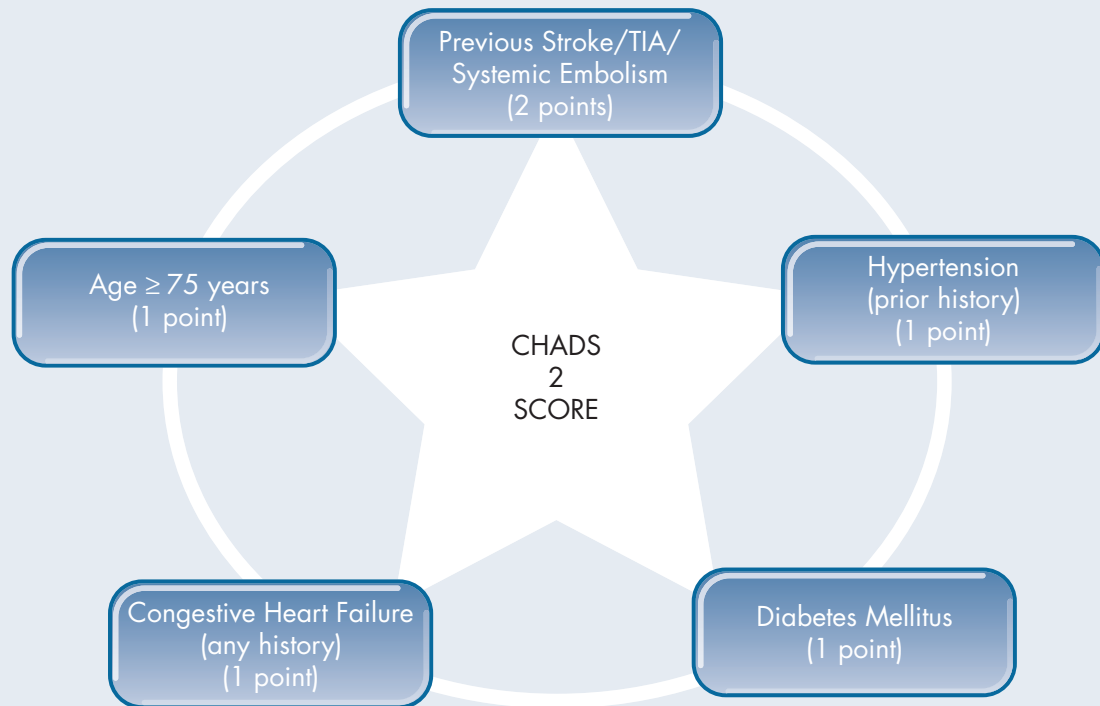 Previous Stroke/TIA/
Systemic Embolism
(2 points)
Age ≥ 75 years
(1 point)
Hypertension
(prior history)
(1 point)
CHADS
2
SCORE
Congestive Heart Failure
(any history)
(1 point)
Diabetes Mellitus
(1 point)